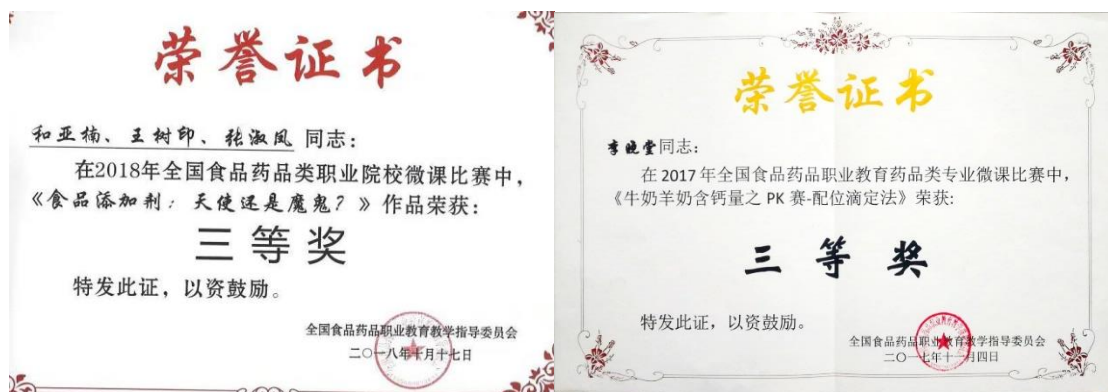 荣誉证书
和亚楠、王树印、张淑凤 同志：
在2018年全国食品药品类职业院校微课比赛中，
《食品添加剂：天使还是魔鬼？》作品荣获：
三等奖
特发此证，以资鼓励。
全国食品药品职业教育教学指导委员会
二〇一八年十月十七日
荣誉证书
李晓堂同志：
在 2017 年全国食品药品职业教育药品类专业微课比赛中，
《牛奶羊奶含钙量之 PK 赛-配位滴定法》荣获:
三等奖
特发此证，以资鼓励。
全国食品药品职业教育教学指导委员会
二〇一七年十一月四日